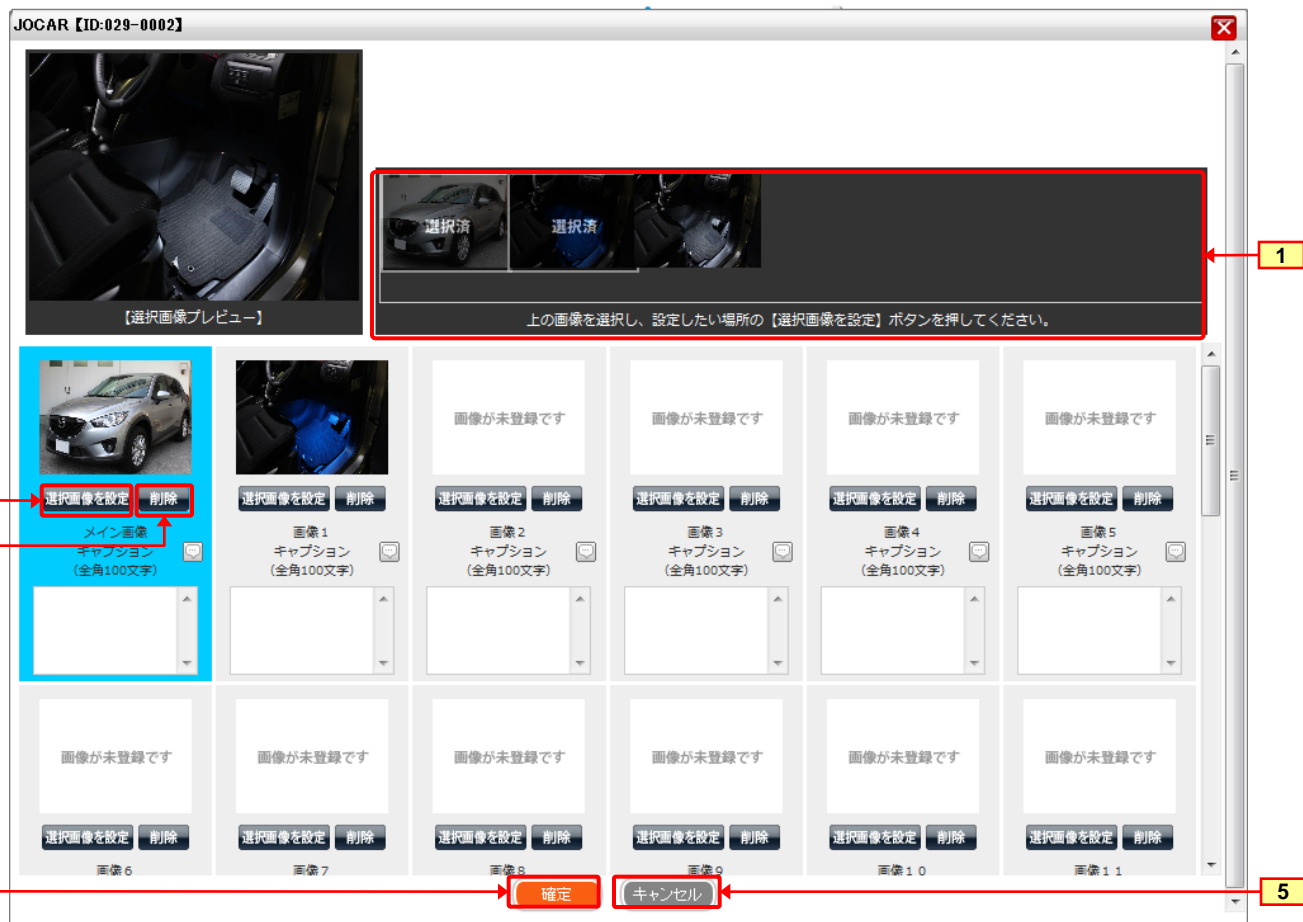 JOCAR【ID:029-0002】
選択済
選択済
1
【選択画像プレビュー】
上の画像を選択し、設定したい場所の【選択画像を設定】ボタンを押してください。
画像が未登録です
画像が未登録です
画像が未登録です
画像が未登録です
選択画像を設定 削除
選択画像を設定 削除
選択画像を設定 削除
選択画像を設定 削除
選択画像を設定 削除
選択画像を設定 削除
メイン画像
キャプション
(全角100文字)
画像1
キャプション
(全角100文字)
画像2
キャプション
(全角100文字)
画像3
キャプション
(全角100文字)
画像4
キャプション
(全角100文字)
画像5
キャプション
(全角100文字)
画像が未登録です
画像が未登録です
画像が未登録です
画像が未登録です
画像が未登録です
画像が未登録です
選択画像を設定 削除
選択画像を設定 削除
選択画像を設定 削除
選択画像を設定 削除
選択画像を設定 削除
選択画像を設定 削除
画像6
画像7
画像8
画像9
画像10
画像11
確定
キャンセル
5